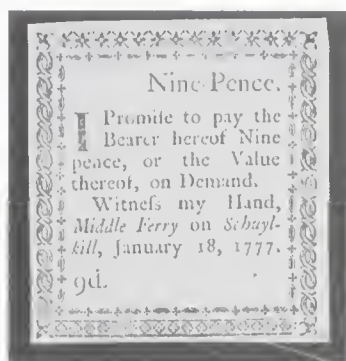 Nine-Pence.
I Promiſe to pay the
Bearer hereof Nine
pence, or the Value
thereof, on Demand.
Witneſs my Hand,
Middle Ferry on Schuyl-
kill, January 18, 1777.
9d.